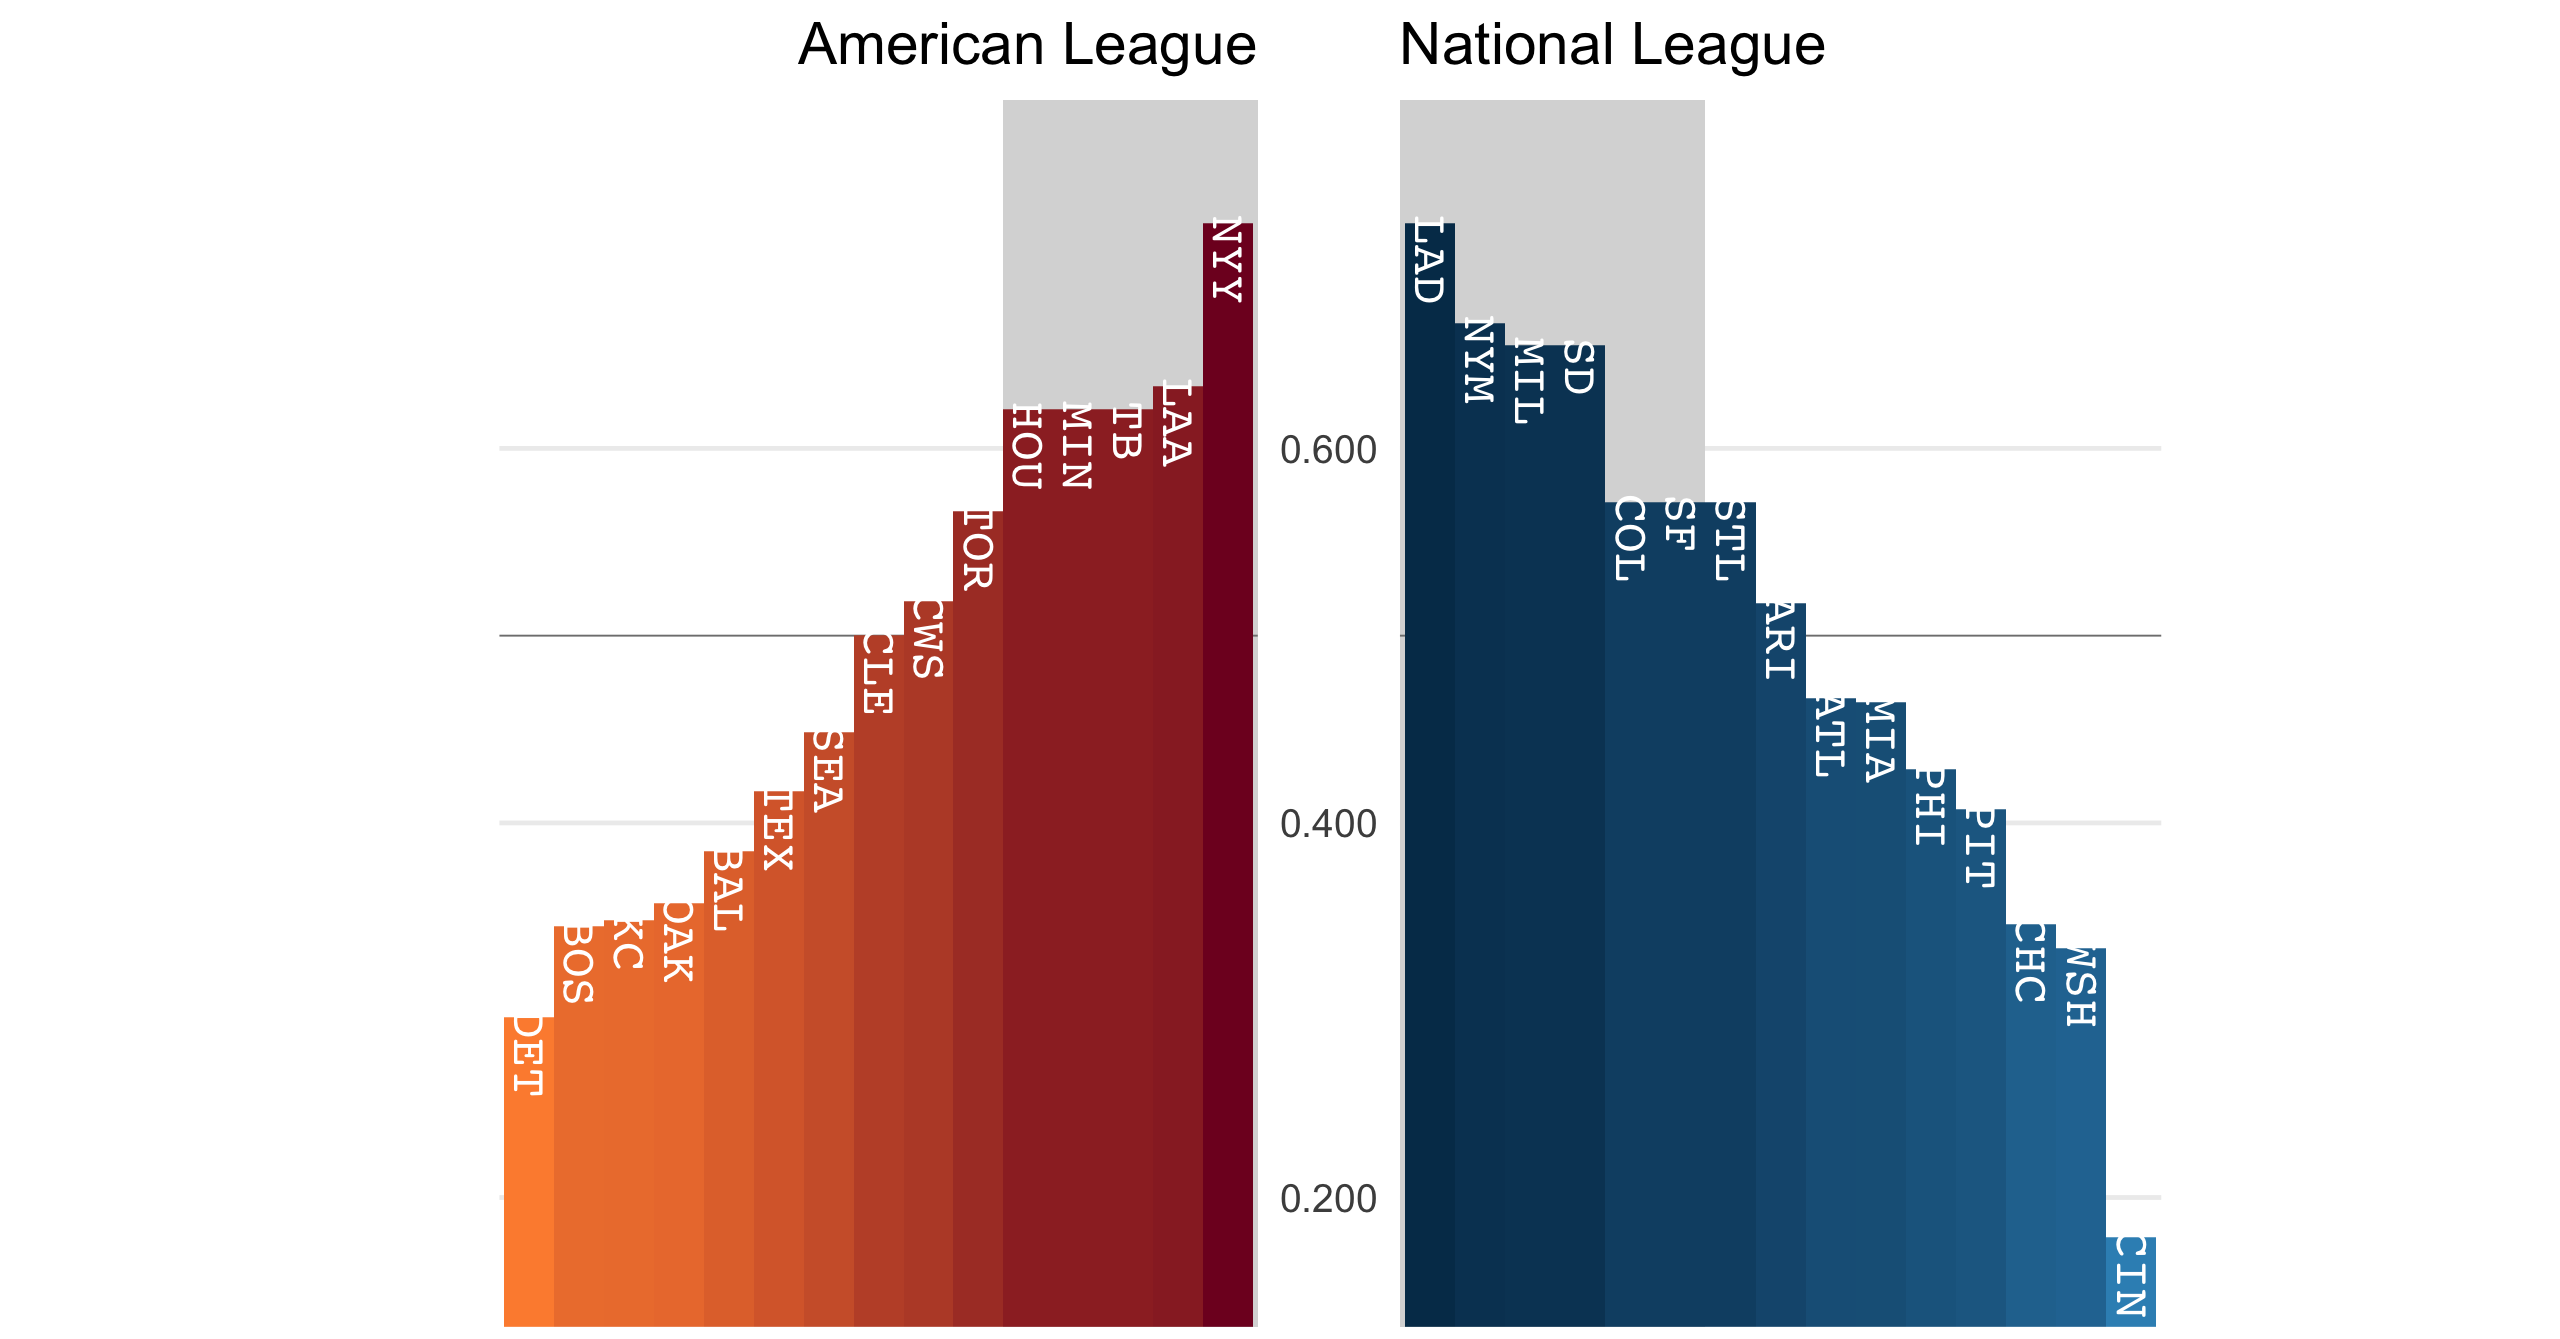 American League
National League
NYY
LAA
TB
MIN
HOU
TOR
CWS
CLE
SEA
TEX
BAL
OAK
KC
BOS
DET
0.600
0.400
0.200
LAD
NYM
MIL
SD
COL
SF
STL
ARI
ATL
MIA
PHI
PIT
CHC
WSH
CIN